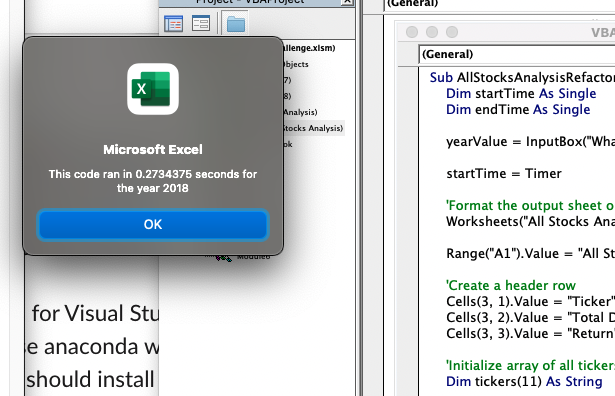 Project - VBAProject
(General)
allenge.xlsm)
Objects
7)
8)
Analysis)
Stocks Analysis)
ok
Microsoft Excel
This code ran in 0.2734375 seconds for
the year 2018
OK
for Visual Stu
se anaconda w
should install
VBA
(General)
Sub AllStocksAnalysisRefactor
Dim startTime As Single
Dim endTime As Single
yearValue = InputBox("Wha
startTime = Timer
'Format the output sheet o
Worksheets("All Stocks Ana
Range("A1").Value = "All St
'Create a header row
Cells(3, 1).Value = "Ticker"
Cells(3, 2).Value = "Total D
Cells(3, 3).Value = "Return"
'Initialize array of all tickers
Dim tickers(11) As String